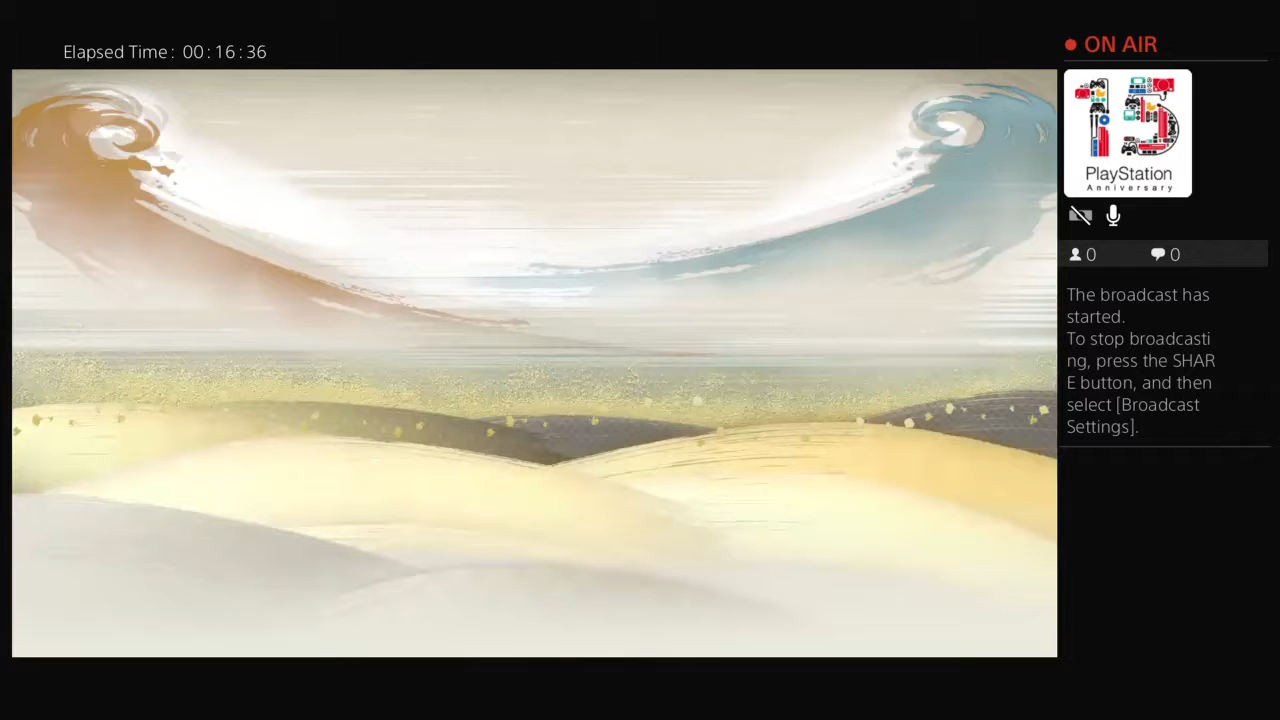 Elapsed Time: 00:16:36
ON AIR
15
PlayStation
Anniversary
0
0
The broadcast has
started.
To stop broadcasti
ng, press the SHAR
E button, and then
select [Broadcast
Settings].